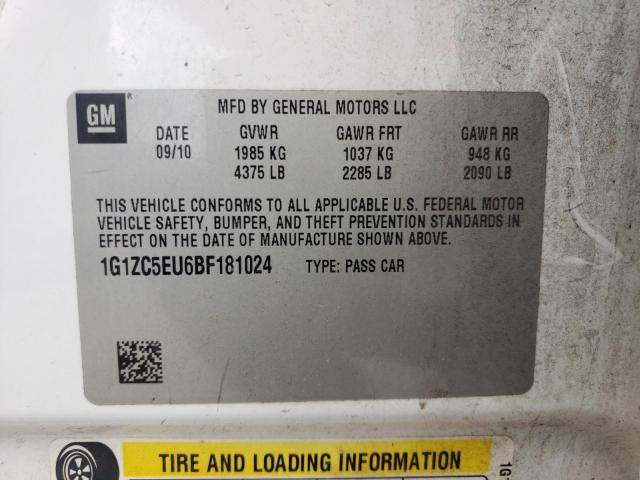 GM
®
MFD BY GENERAL MOTORS LLC
DATE GVWR GAWR FRT GAWR RR
09/10 1985 KG 1037 KG 948 KG
4375 LB 2285 LB 2090 LB
THIS VEHICLE CONFORMS TO ALL APPLICABLE U.S. FEDERAL MOTOR
VEHICLE SAFETY, BUMPER, AND THEFT PREVENTION STANDARDS IN
EFFECT ON THE DATE OF MANUFACTURE SHOWN ABOVE.
1G1ZC5EU6BF181024 TYPE: PASS CAR
TIRE AND LOADING INFORMATION